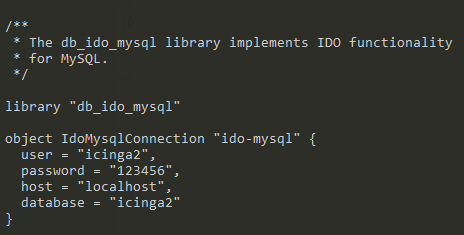 /**
 * The db_ido_mysql library implements IDO functionality
 * for MySQL.
 */
library "db_ido_mysql"
object IdoMysqlConnection "ido-mysql" {
  user = "icinga2",
  password = "123456",
  host = "localhost",
  database = "icinga2"
}